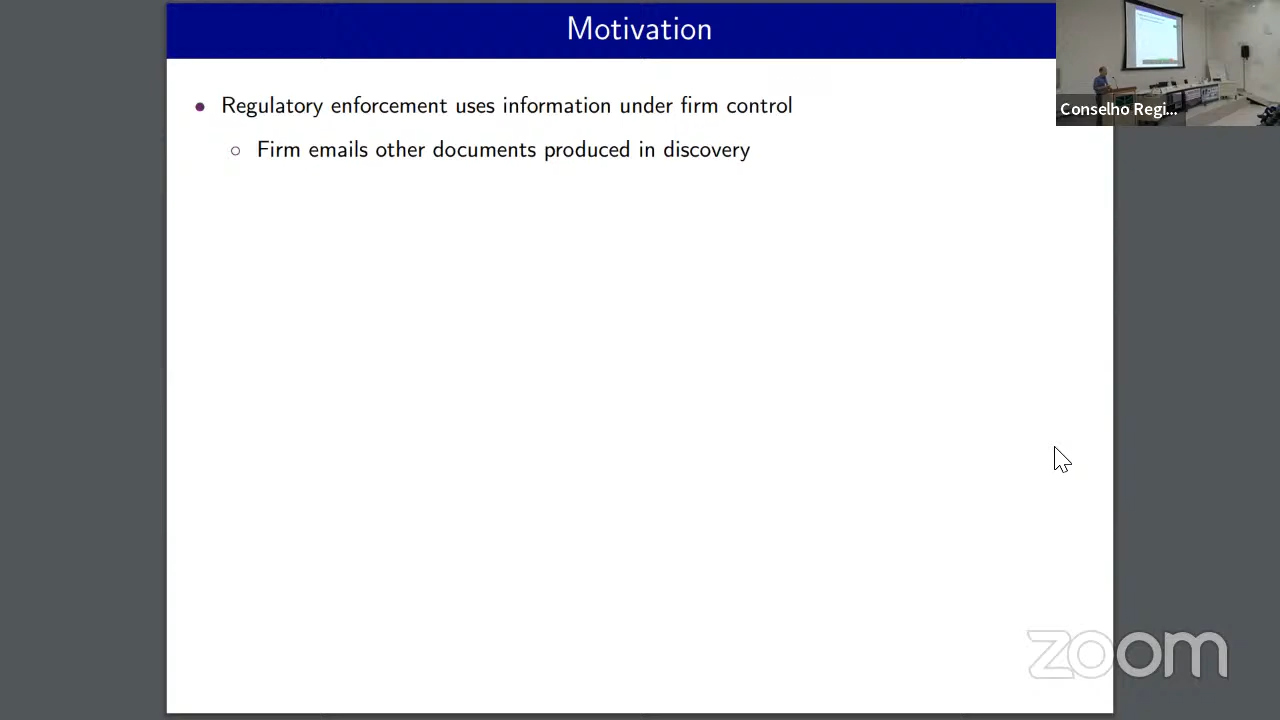 Motivation
Regulatory enforcement uses information under firm control
Firm emails other documents produced in discovery
Conselho Regi...
zoom